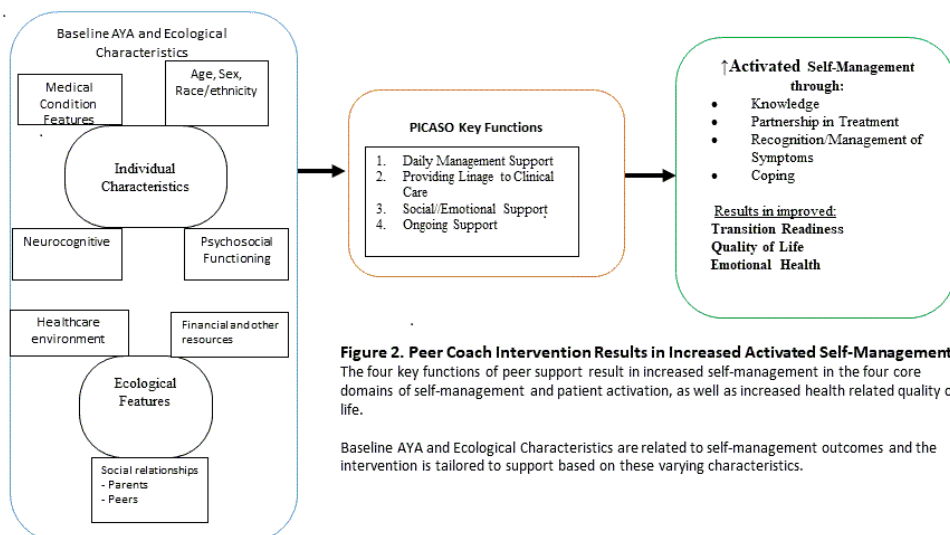 Baseline AYA and Ecological
Characteristics
Medical
Condition
Features
Age, Sex,
Race/ethnicity
Individual
Characteristics
Neurocognitive
Psychosocial
Functioning
Healthcare
environment
Financial and other
resources
Ecological
Features
Social relationships
- Parents
- Peers
PICASO Key Functions
1. Daily Management Support
2. Providing Linage to Clinical
Care
3. Social//Emotional Support
4. Ongoing Support
↑Activated Self-Management
through:
• Knowledge
• Partnership in Treatment
• Recognition/Management of
Symptoms
• Coping
Results in improved:
Transition Readiness
Quality of Life
Emotional Health
Figure 2. Peer Coach Intervention Results in Increased Activated Self-Management
The four key functions of peer support result in increased self-management in the four core
domains of self-management and patient activation, as well as increased health related quality o
life.
Baseline AYA and Ecological Characteristics are related to self-management outcomes and the
intervention is tailored to support based on these varying characteristics.